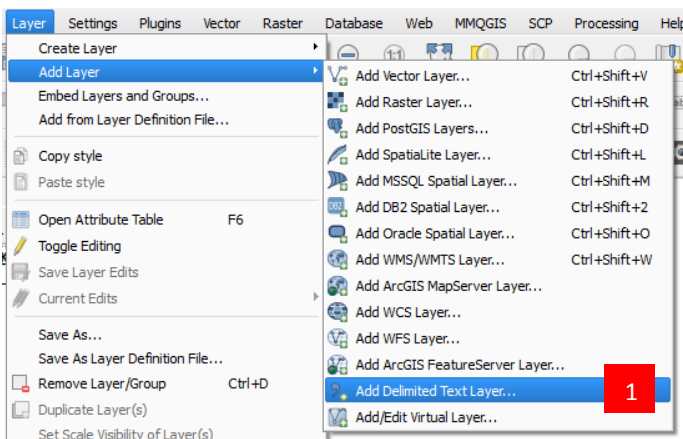 Layer Settings Plugins Vector Raster Database Web MMQGIS SCP Processing Help
Create Layer
Add Layer
Embed Layers and Groups...
Add from Layer Definition File...
Copy style
Paste style
Open Attribute Table F6
Toggle Editing
Save Layer Edits
Current Edits
Save As...
Save As Layer Definition File...
Remove Layer/Group Ctrl+D
Duplicate Layer(s)
Set Scale Visibility of Layer(s)
Add Vector Layer... Ctrl+Shift+V
Add Raster Layer... Ctrl+Shift+R
Add PostGIS Layers... Ctrl+Shift+D
Add SpatiaLite Layer... Ctrl+Shift+L
Add MSSQL Spatial Layer... Ctrl+Shift+M
DB2 Add DB2 Spatial Layer... Ctrl+Shift+2
Add Oracle Spatial Layer... Ctrl+Shift+O
Add WMS/WMTS Layer... Ctrl+Shift+W
Add ArcGIS MapServer Layer...
Add WCS Layer...
Add WFS Layer...
Add ArcGIS FeatureServer Layer...
Add Delimited Text Layer... 1
Add/Edit Virtual Layer...